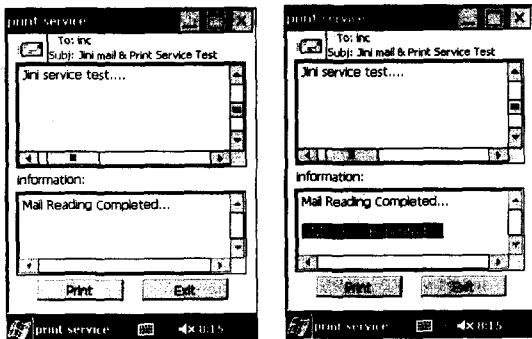 print service
To: inc
Subj: Jini mail & Print Service Test
Jini service test....
information:
Mail Reading Completed...
Print
Exit
print service
8:15
print service
To: inc
Subj: Jini mail & Print Service Test
Jini service test....
information:
Mail Reading Completed...
Print
Exit
print service
8:15